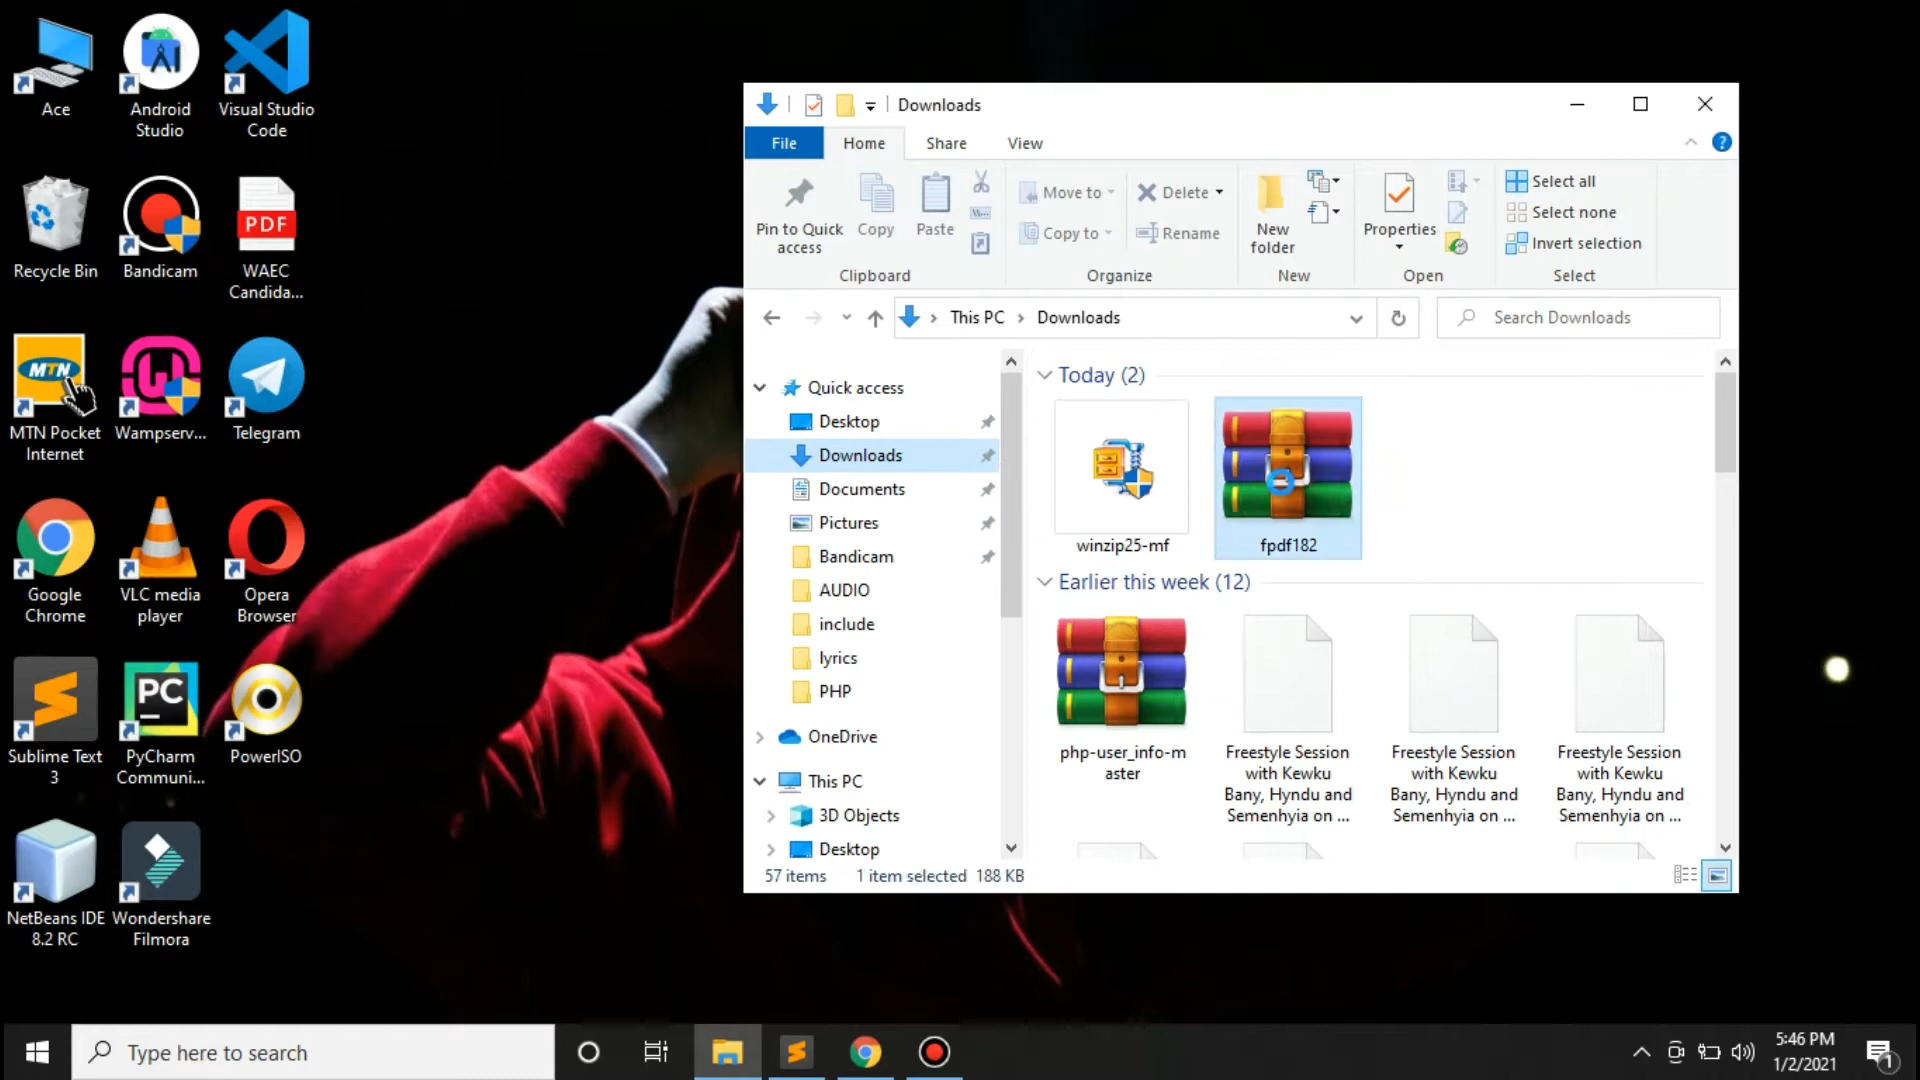 Ace
Android
Studio
Visual Studio
Code
Recycle Bin
Bandicam
PDF
WAEC
Candida...
MTN
MTN Pocket
Internet
Wampserv...
Telegram
Google
Chrome
VLC media
player
Opera
Browser
Sublime Text
3
PC
PyCharm
Communi...
PowerISO
NetBeans IDE
8.2 RC
Wondershare
Filmora
Downloads
File
Home
Share
View
Pin to Quick
access
Copy
Paste
Clipboard
Move to
Copy to
Delete
Rename
Organize
New
folder
New
Properties
Open
Select all
Select none
Invert selection
Select
This PC
Downloads
Search Downloads
Quick access
Desktop
Downloads
Documents
Pictures
Bandicam
AUDIO
include
lyrics
PHP
OneDrive
This PC
3D Objects
Desktop
Today (2)
winzip25-mf
fpdf182
Earlier this week (12)
php-user_info-m
aster
Freestyle Session
with Kewku
Bany, Hyndu and
Semenhyia on ...
Freestyle Session
with Kewku
Bany, Hyndu and
Semenhyia on ...
Freestyle Session
with Kewku
Bany, Hyndu and
Semenhyia on ...
57 items
1 item selected 188 KB
Type here to search
5:46 PM
1/2/2021
1